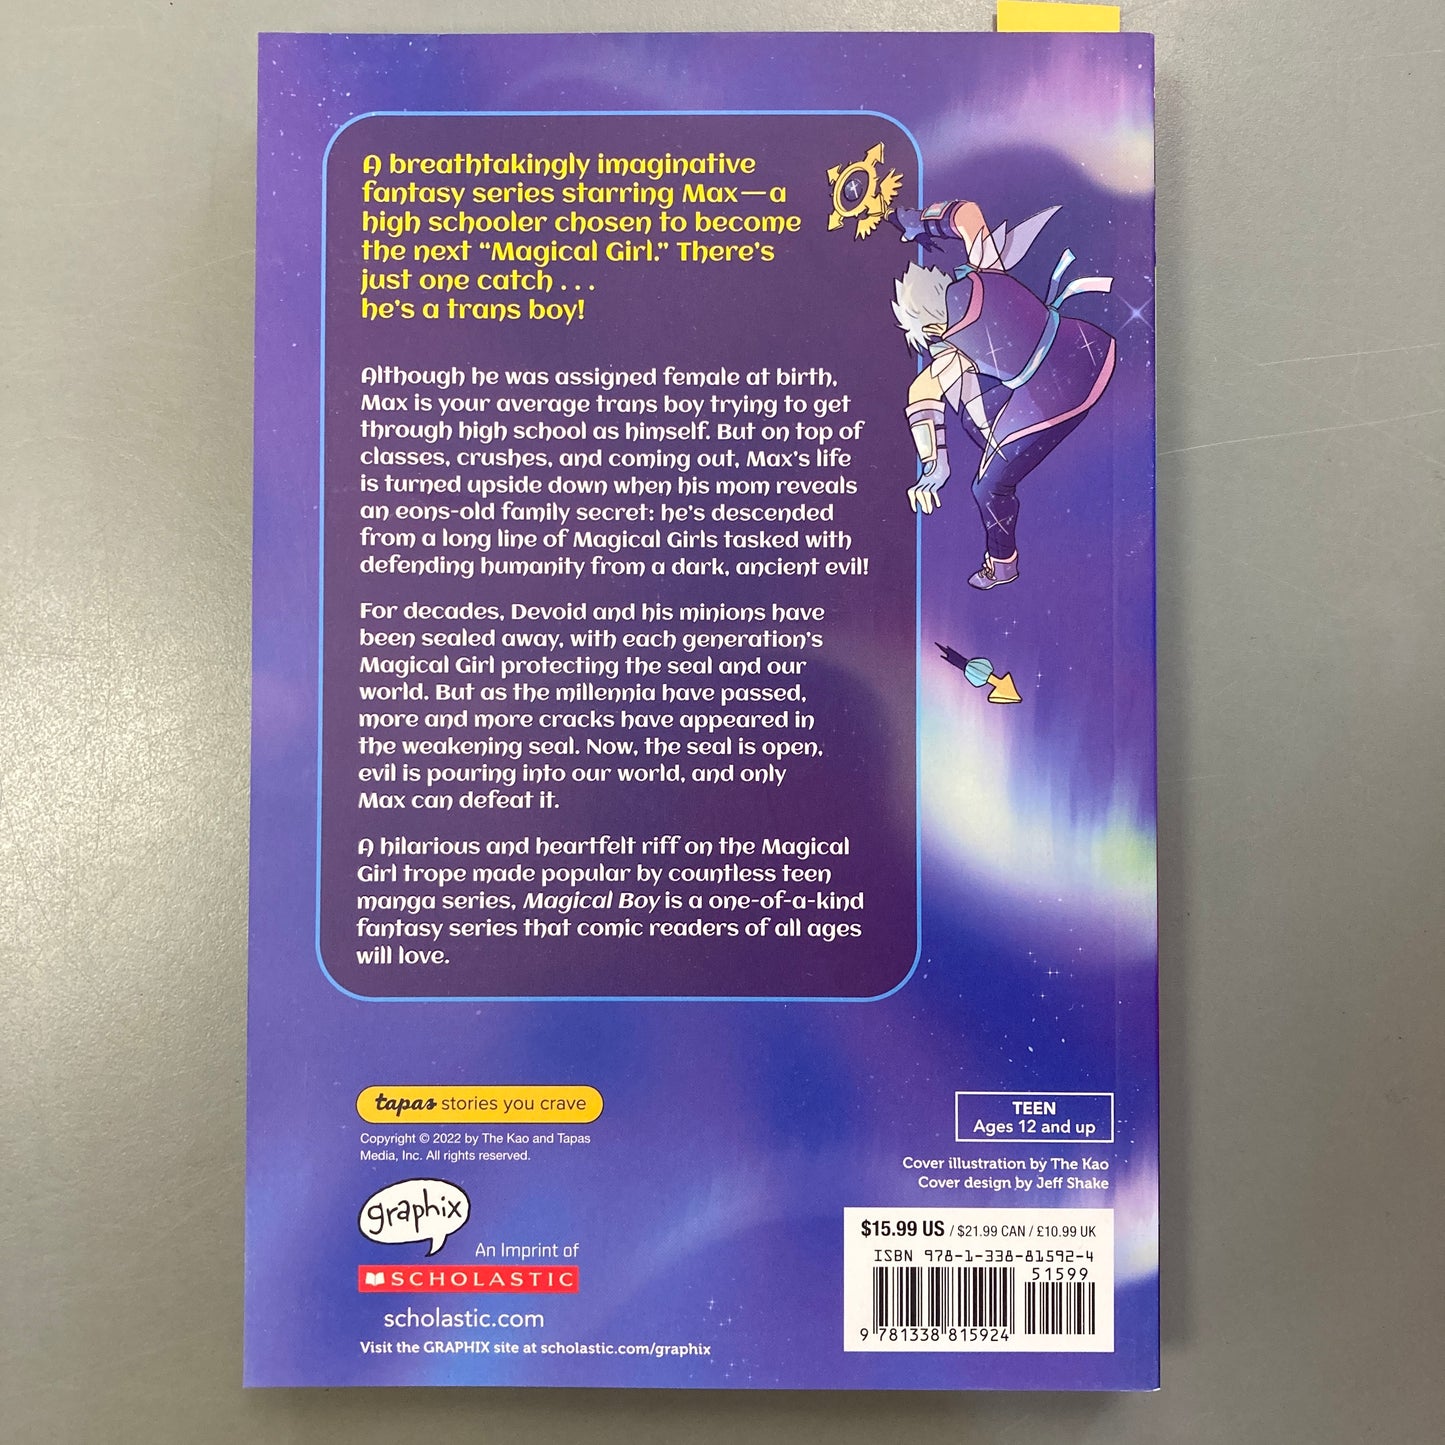 A breathtakingly imaginative
fantasy series starring Max—a
high schooler chosen to become
the next “Magical Girl.” There’s
just one catch . . .
he’s a trans boy!
Although he was assigned female at birth,
Max is your average trans boy trying to get
through high school as himself. But on top of
classes, crushes, and coming out, Max’s life
is turned upside down when his mom reveals
an eons-old family secret: he’s descended
from a long line of Magical Girls tasked with
defending humanity from a dark, ancient evil!
For decades, Devoid and his minions have
been sealed away, with each generation’s
Magical Girl protecting the seal and our
world. But as the millennia have passed,
more and more cracks have appeared in
the weakening seal. Now, the seal is open,
evil is pouring into our world, and only
Max can defeat it.
A hilarious and heartfelt riff on the Magical
Girl trope made popular by countless teen
manga series, Magical Boy is a one-of-a-kind
fantasy series that comic readers of all ages
will love.
tapas stories you crave
Copyright © 2022 by The Kao and Tapas
Media, Inc. All rights reserved.
graphix
An Imprint of
SCHOLASTIC
scholastic.com
Visit the GRAPHIX site at scholastic.com/graphix
TEEN
Ages 12 and up
Cover illustration by The Kao
Cover design by Jeff Shake
$15.99 US / $21.99 CAN / £10.99 UK
ISBN 978-1-338-81592-4
51599
9 781338 815924